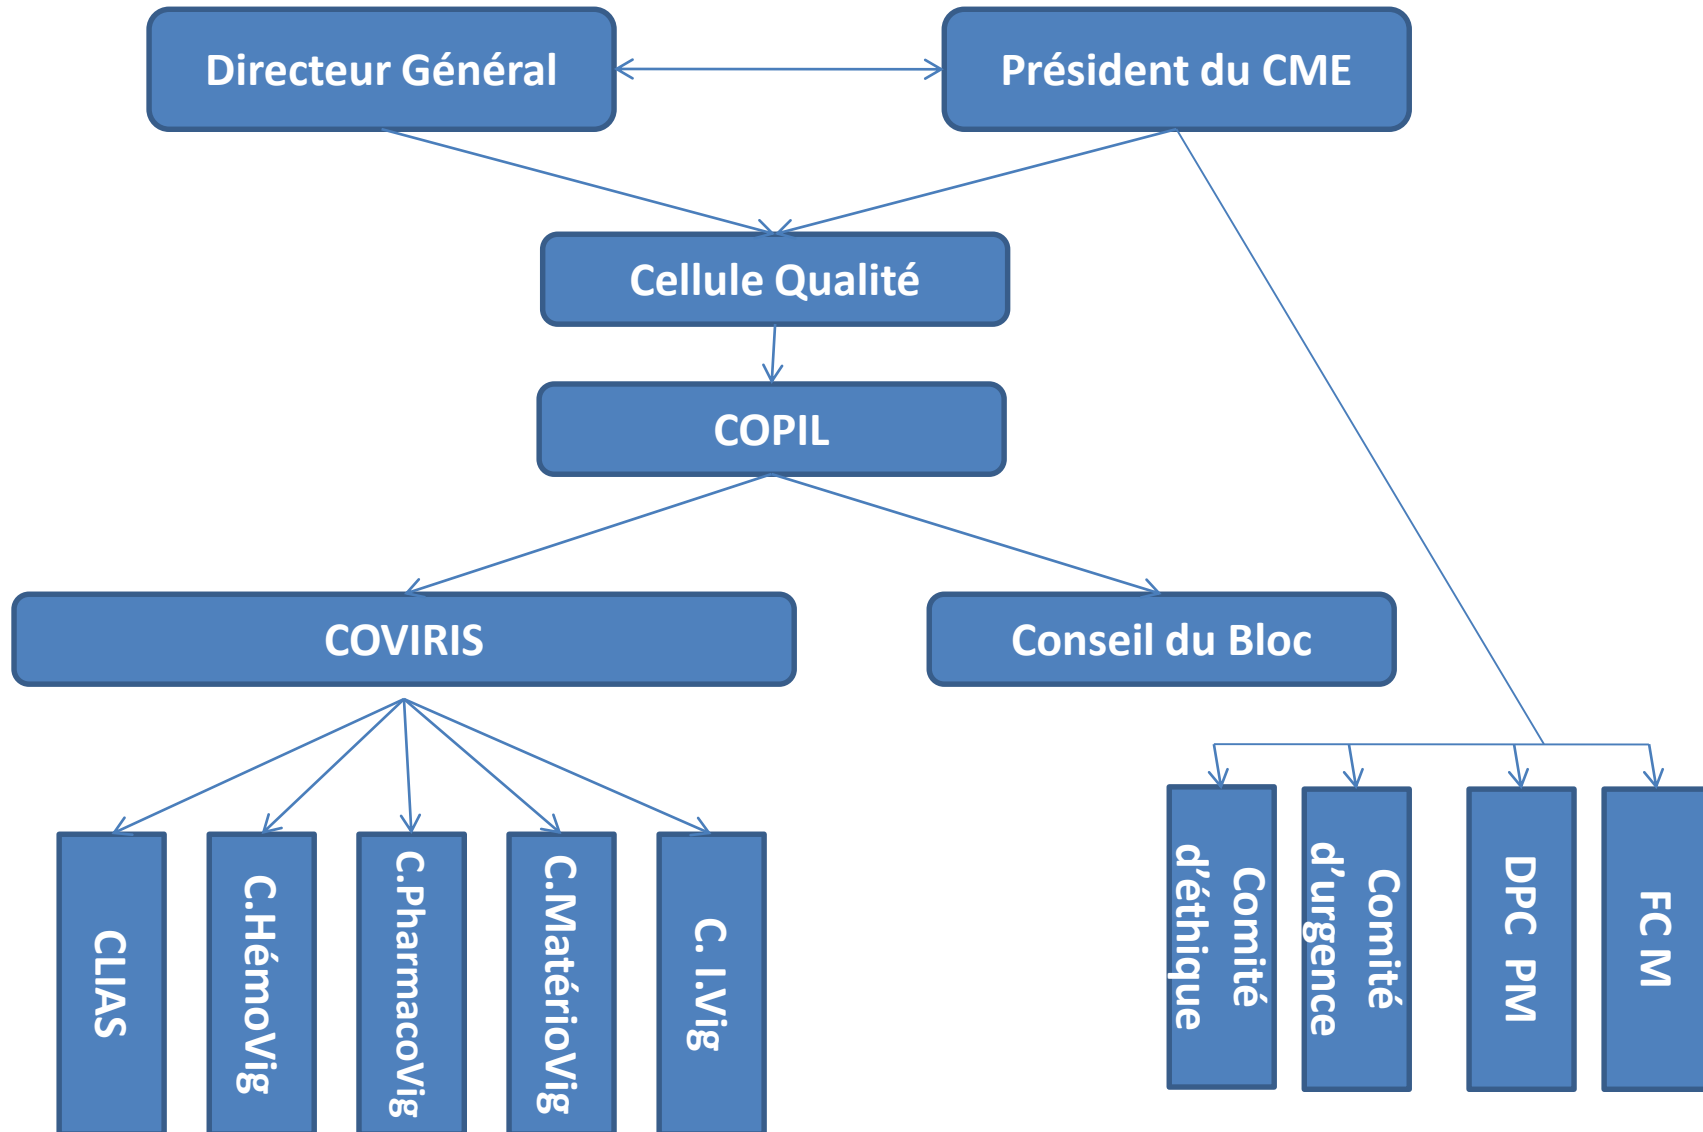 Directeur Général
Président du CME
Cellule Qualité
COPIL
COVIRIS
Conseil du Bloc
CLIAS
C.HémoVig
C.PharmacoVig
C.MatérioVig
C. I.Vig
Comité
d’éthique
Comité
d’urgence
DPC PM
FC M